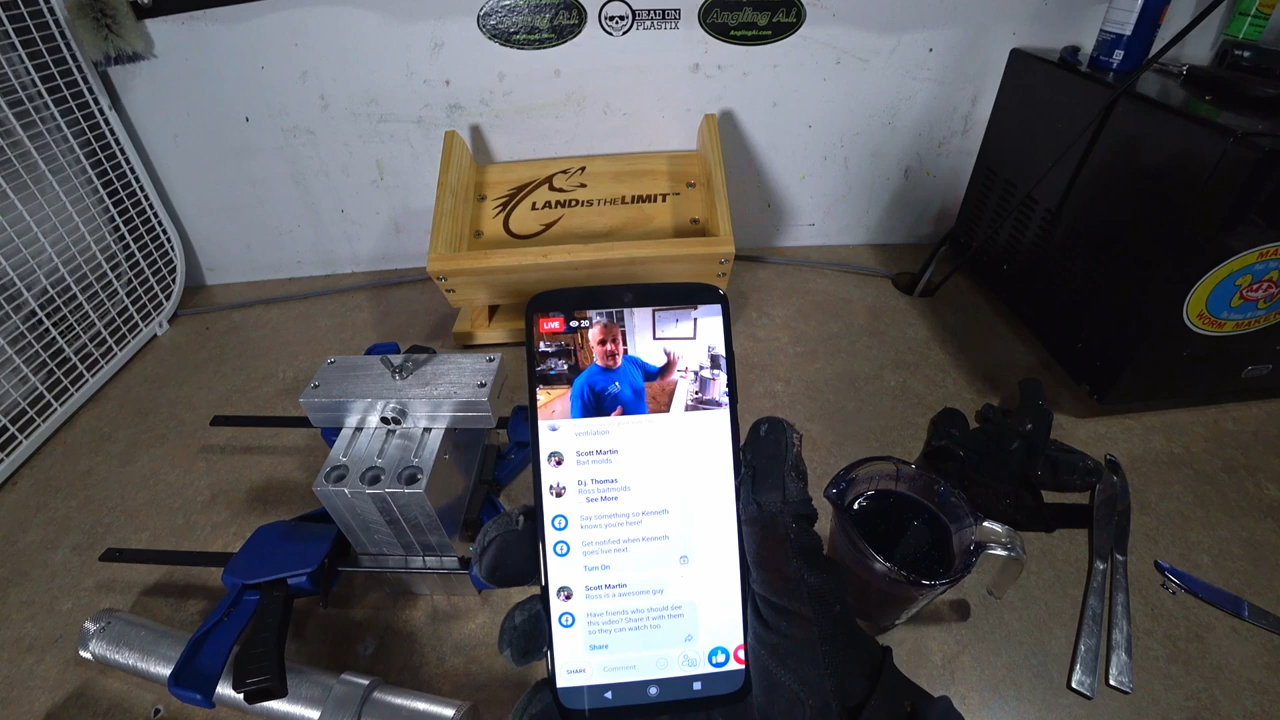 Angling A.i.
AnglingAi.com
DEAD ON
PLASTIX
Angling A.i.
AnglingAi.com
LANDISTHELIMIT™
LIVE
20
ventilation
Scott Martin
Bait molds
D.j. Thomas
Ross baitmolds
See More
Say something so Kenneth
knows you're here!
Get notified when Kenneth
goes live next.
Turn On
Scott Martin
Ross is a awesome guy
Have friends who should see
this video? Share it with them
so they can watch too
Share
SHARE
Comment
WORM MAKER